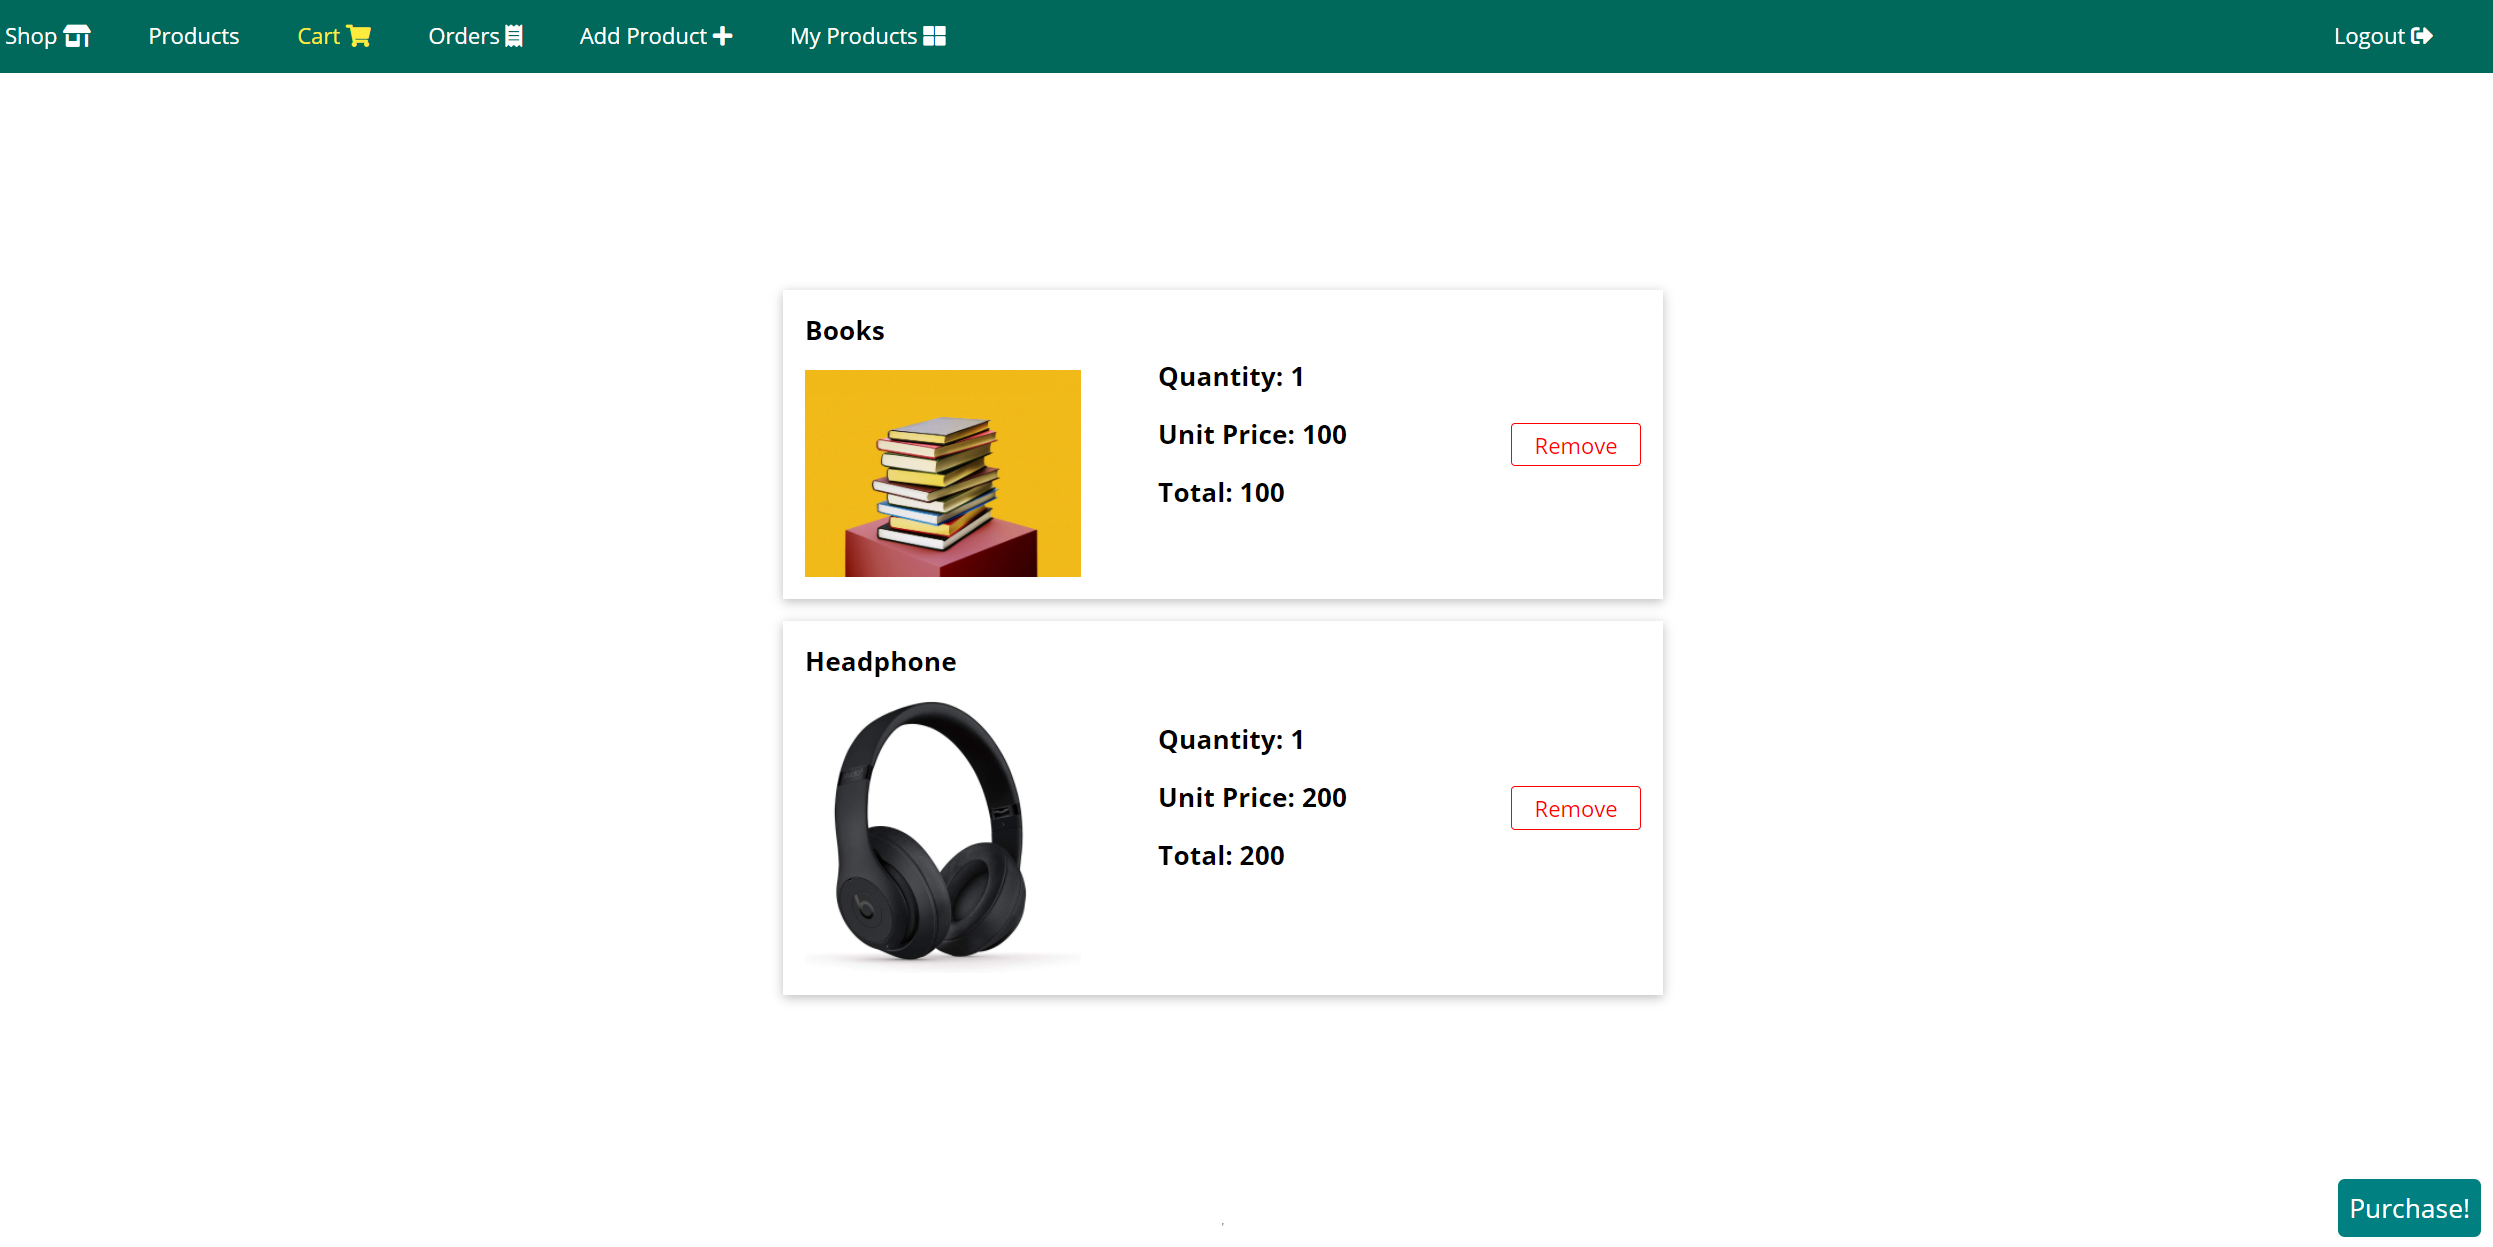 Shop Products Cart Orders Add Product My Products Logout
Books
Quantity: 1
Unit Price: 100
Total: 100
Remove
Headphone
Quantity: 1
Unit Price: 200
Total: 200
Remove
Purchase!